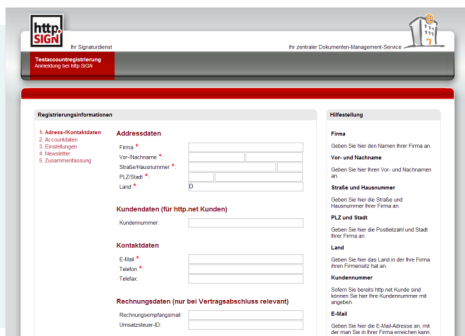 http.
SIGN
Ihr Signaturdienst
Ihr zentraler Dokumenten-Management-Service
Testaccountregistrierung
Anmeldung bei http.SIGN
Registrierungsinformationen
1. Adress-/Kontaktdaten
2. Accountdaten
3. Einstellungen
4. Newsletter
5. Zusammenfassung
Addressdaten
Firma *:
Vor-/Nachname *:
Straße/Hausnummer *:
PLZ/Stadt *:
Land *:
D
Kundendaten (für http.net Kunden)
Kundennummer:
Kontaktdaten
E-Mail *:
Telefon *:
Telefax:
Rechnungsdaten (nur bei Vertragsabschluss relevant)
Rechnungsempfangsmail:
Umsatzsteuer-ID:
Hilfestellung
Firma
Geben Sie hier den Namen Ihrer Firma an.
Vor- und Nachname
Geben Sie hier Ihren Vor- und Nachnamen
an.
Straße und Hausnummer
Geben Sie hier die Straße und
Hausnummer Ihrer Firma an.
PLZ und Stadt
Geben Sie hier die Postleitzahl und Stadt
Ihrer Firma an.
Land
Geben Sie hier das Land in der Ihre Firma
ihren Firmensitz hat an.
Kundennummer
Sofern Sie bereits http.net Kunde sind
können Sie hier Ihre Kundennummer mit
angeben.
E-Mail
Geben Sie hier die E-Mail-Adresse an, mit
der man Sie in Ihrer Firma erreichen kann.